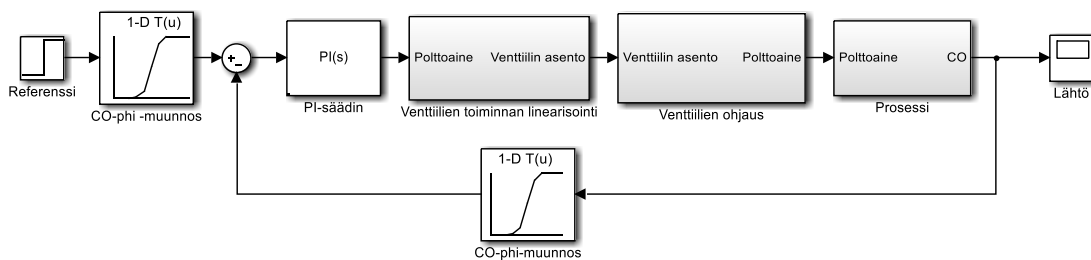 1-D T(u)
Referenssi
CO-phi -muunnos
+
−
PI(s)
PI-säädin
Polttoaine Venttiilin asento
Venttiilien toiminnan linearisointi
Venttiilin asento Polttoaine
Venttiilien ohjaus
Polttoaine CO
Prosessi
Lähtö
1-D T(u)
CO-phi-muunnos